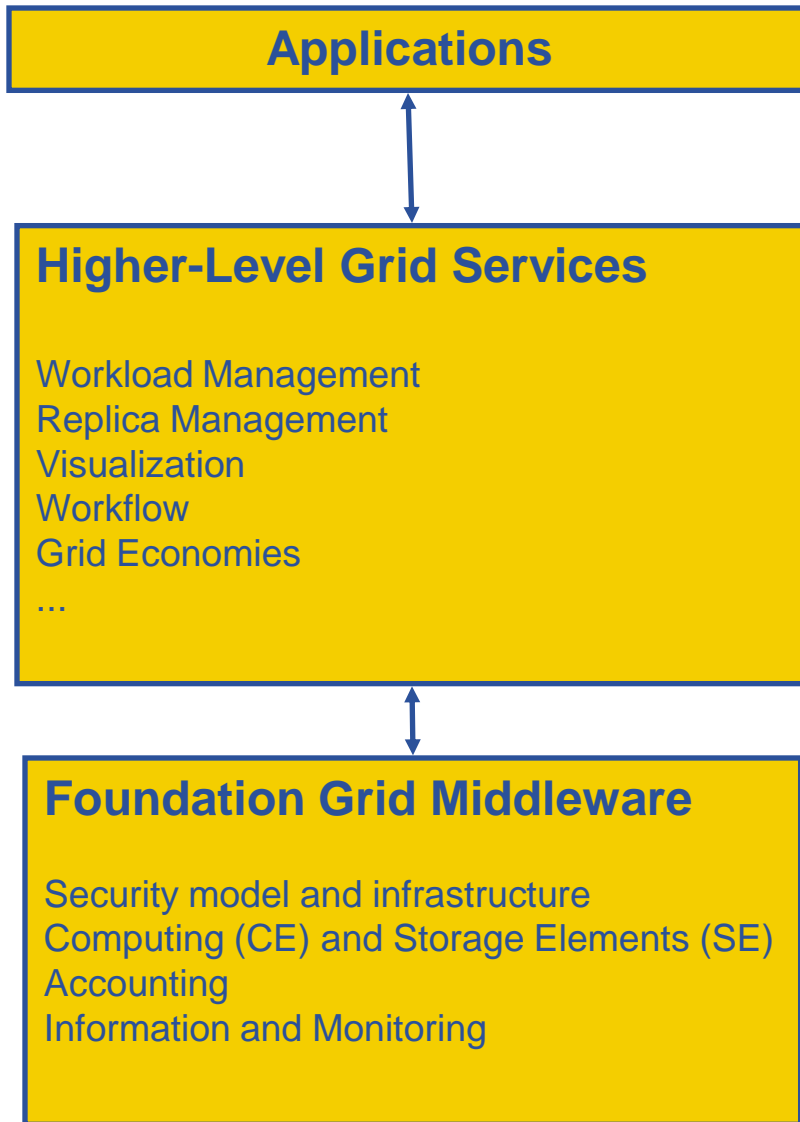 Applications
Higher-Level Grid Services
Workload Management
Replica Management
Visualization
Workflow
Grid Economies
...
Foundation Grid Middleware
Security model and infrastructure
Computing (CE) and Storage Elements (SE)
Accounting
Information and Monitoring